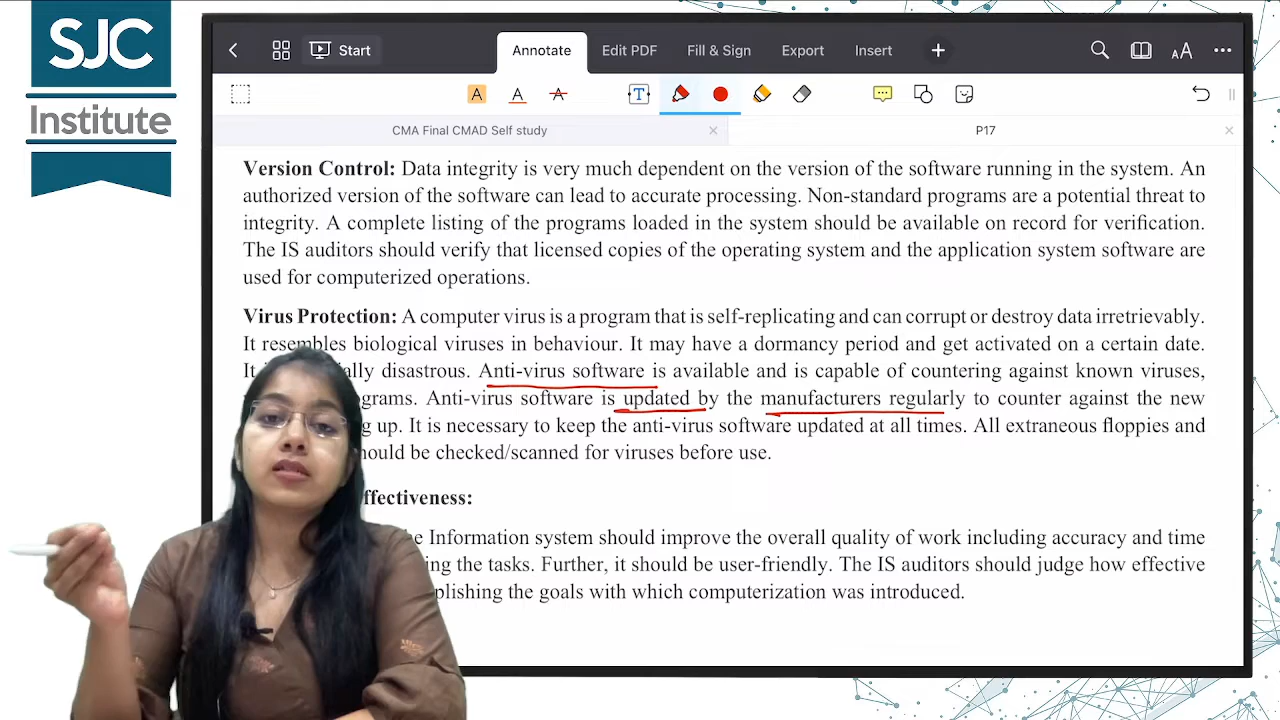 SJC
Institute
Start
Annotate
Edit PDF
Fill & Sign
Export
Insert
CMA Final CMAD Self study
P17
Version Control: Data integrity is very much dependent on the version of the software running in the system. An
authorized version of the software can lead to accurate processing. Non-standard programs are a potential threat to
integrity. A complete listing of the programs loaded in the system should be available on record for verification.
The IS auditors should verify that licensed copies of the operating system and the application system software are
used for computerized operations.
Virus Protection: A computer virus is a program that is self-replicating and can corrupt or destroy data irretrievably.
It resembles biological viruses in behaviour. It may have a dormancy period and get activated on a certain date.
disastrous. Anti-virus software is available and is capable of countering against known viruses,
Anti-virus software is updated by the manufacturers regularly to counter against the new
up. It is necessary to keep the anti-virus software updated at all times. All extraneous floppies and
should be checked/scanned for viruses before use.
ffectiveness:
Information system should improve the overall quality of work including accuracy and time
the tasks. Further, it should be user-friendly. The IS auditors should judge how effective
the goals with which computerization was introduced.